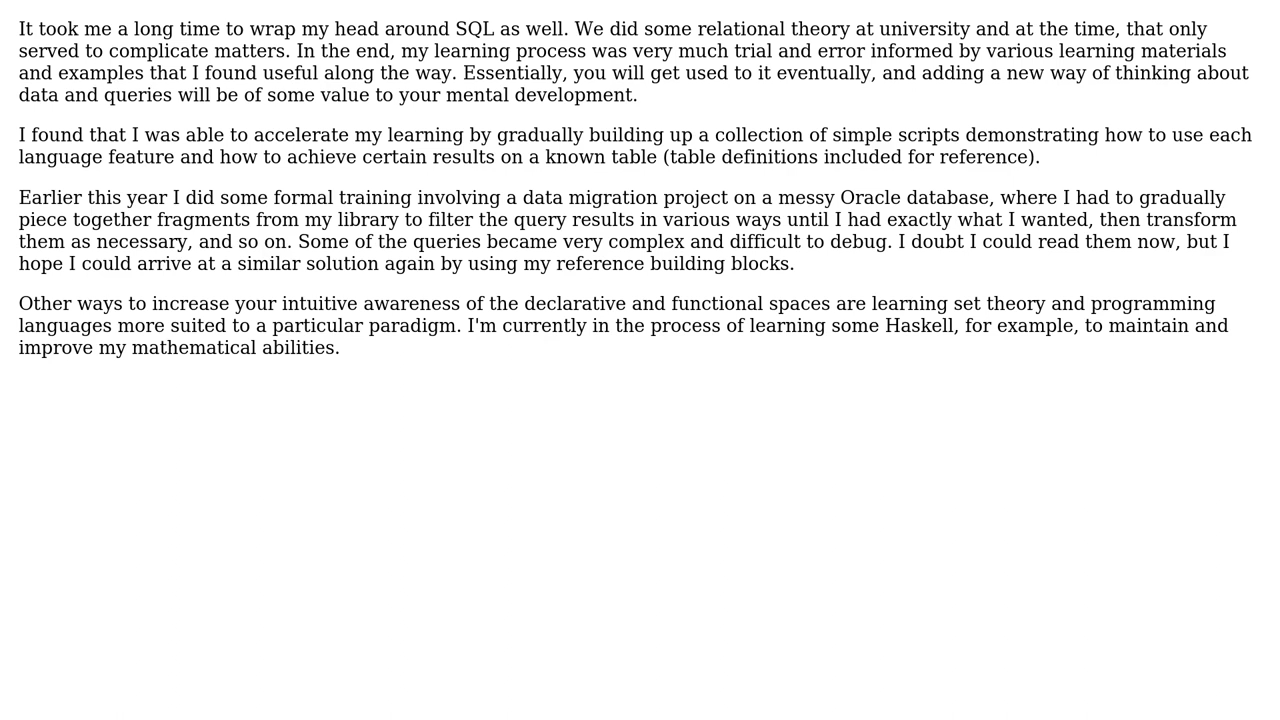 It took me a long time to wrap my head around SQL as well. We did some relational theory at university and at the time, that only
served to complicate matters. In the end, my learning process was very much trial and error informed by various learning materials
and examples that I found useful along the way. Essentially, you will get used to it eventually, and adding a new way of thinking about
data and queries will be of some value to your mental development.
I found that I was able to accelerate my learning by gradually building up a collection of simple scripts demonstrating how to use each
language feature and how to achieve certain results on a known table (table definitions included for reference).
Earlier this year I did some formal training involving a data migration project on a messy Oracle database, where I had to gradually
piece together fragments from my library to filter the query results in various ways until I had exactly what I wanted, then transform
them as necessary, and so on. Some of the queries became very complex and difficult to debug. I doubt I could read them now, but I
hope I could arrive at a similar solution again by using my reference building blocks.
Other ways to increase your intuitive awareness of the declarative and functional spaces are learning set theory and programming
languages more suited to a particular paradigm. I'm currently in the process of learning some Haskell, for example, to maintain and
improve my mathematical abilities.